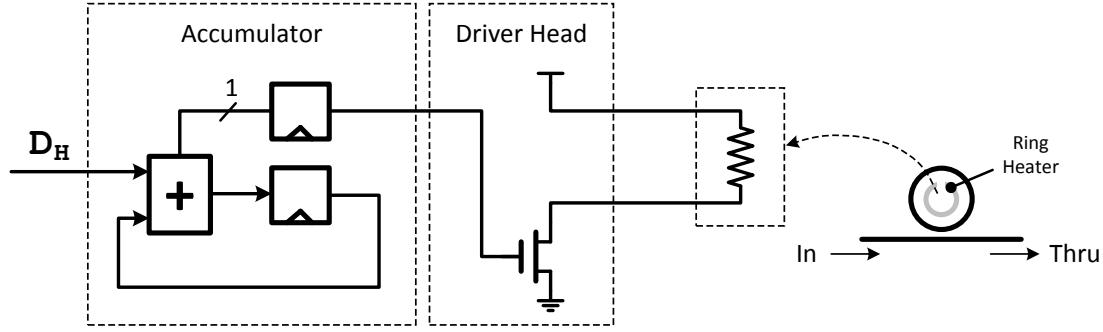 Accumulator
Driver Head
1
D_H
+
Ring
Heater
In
Thru